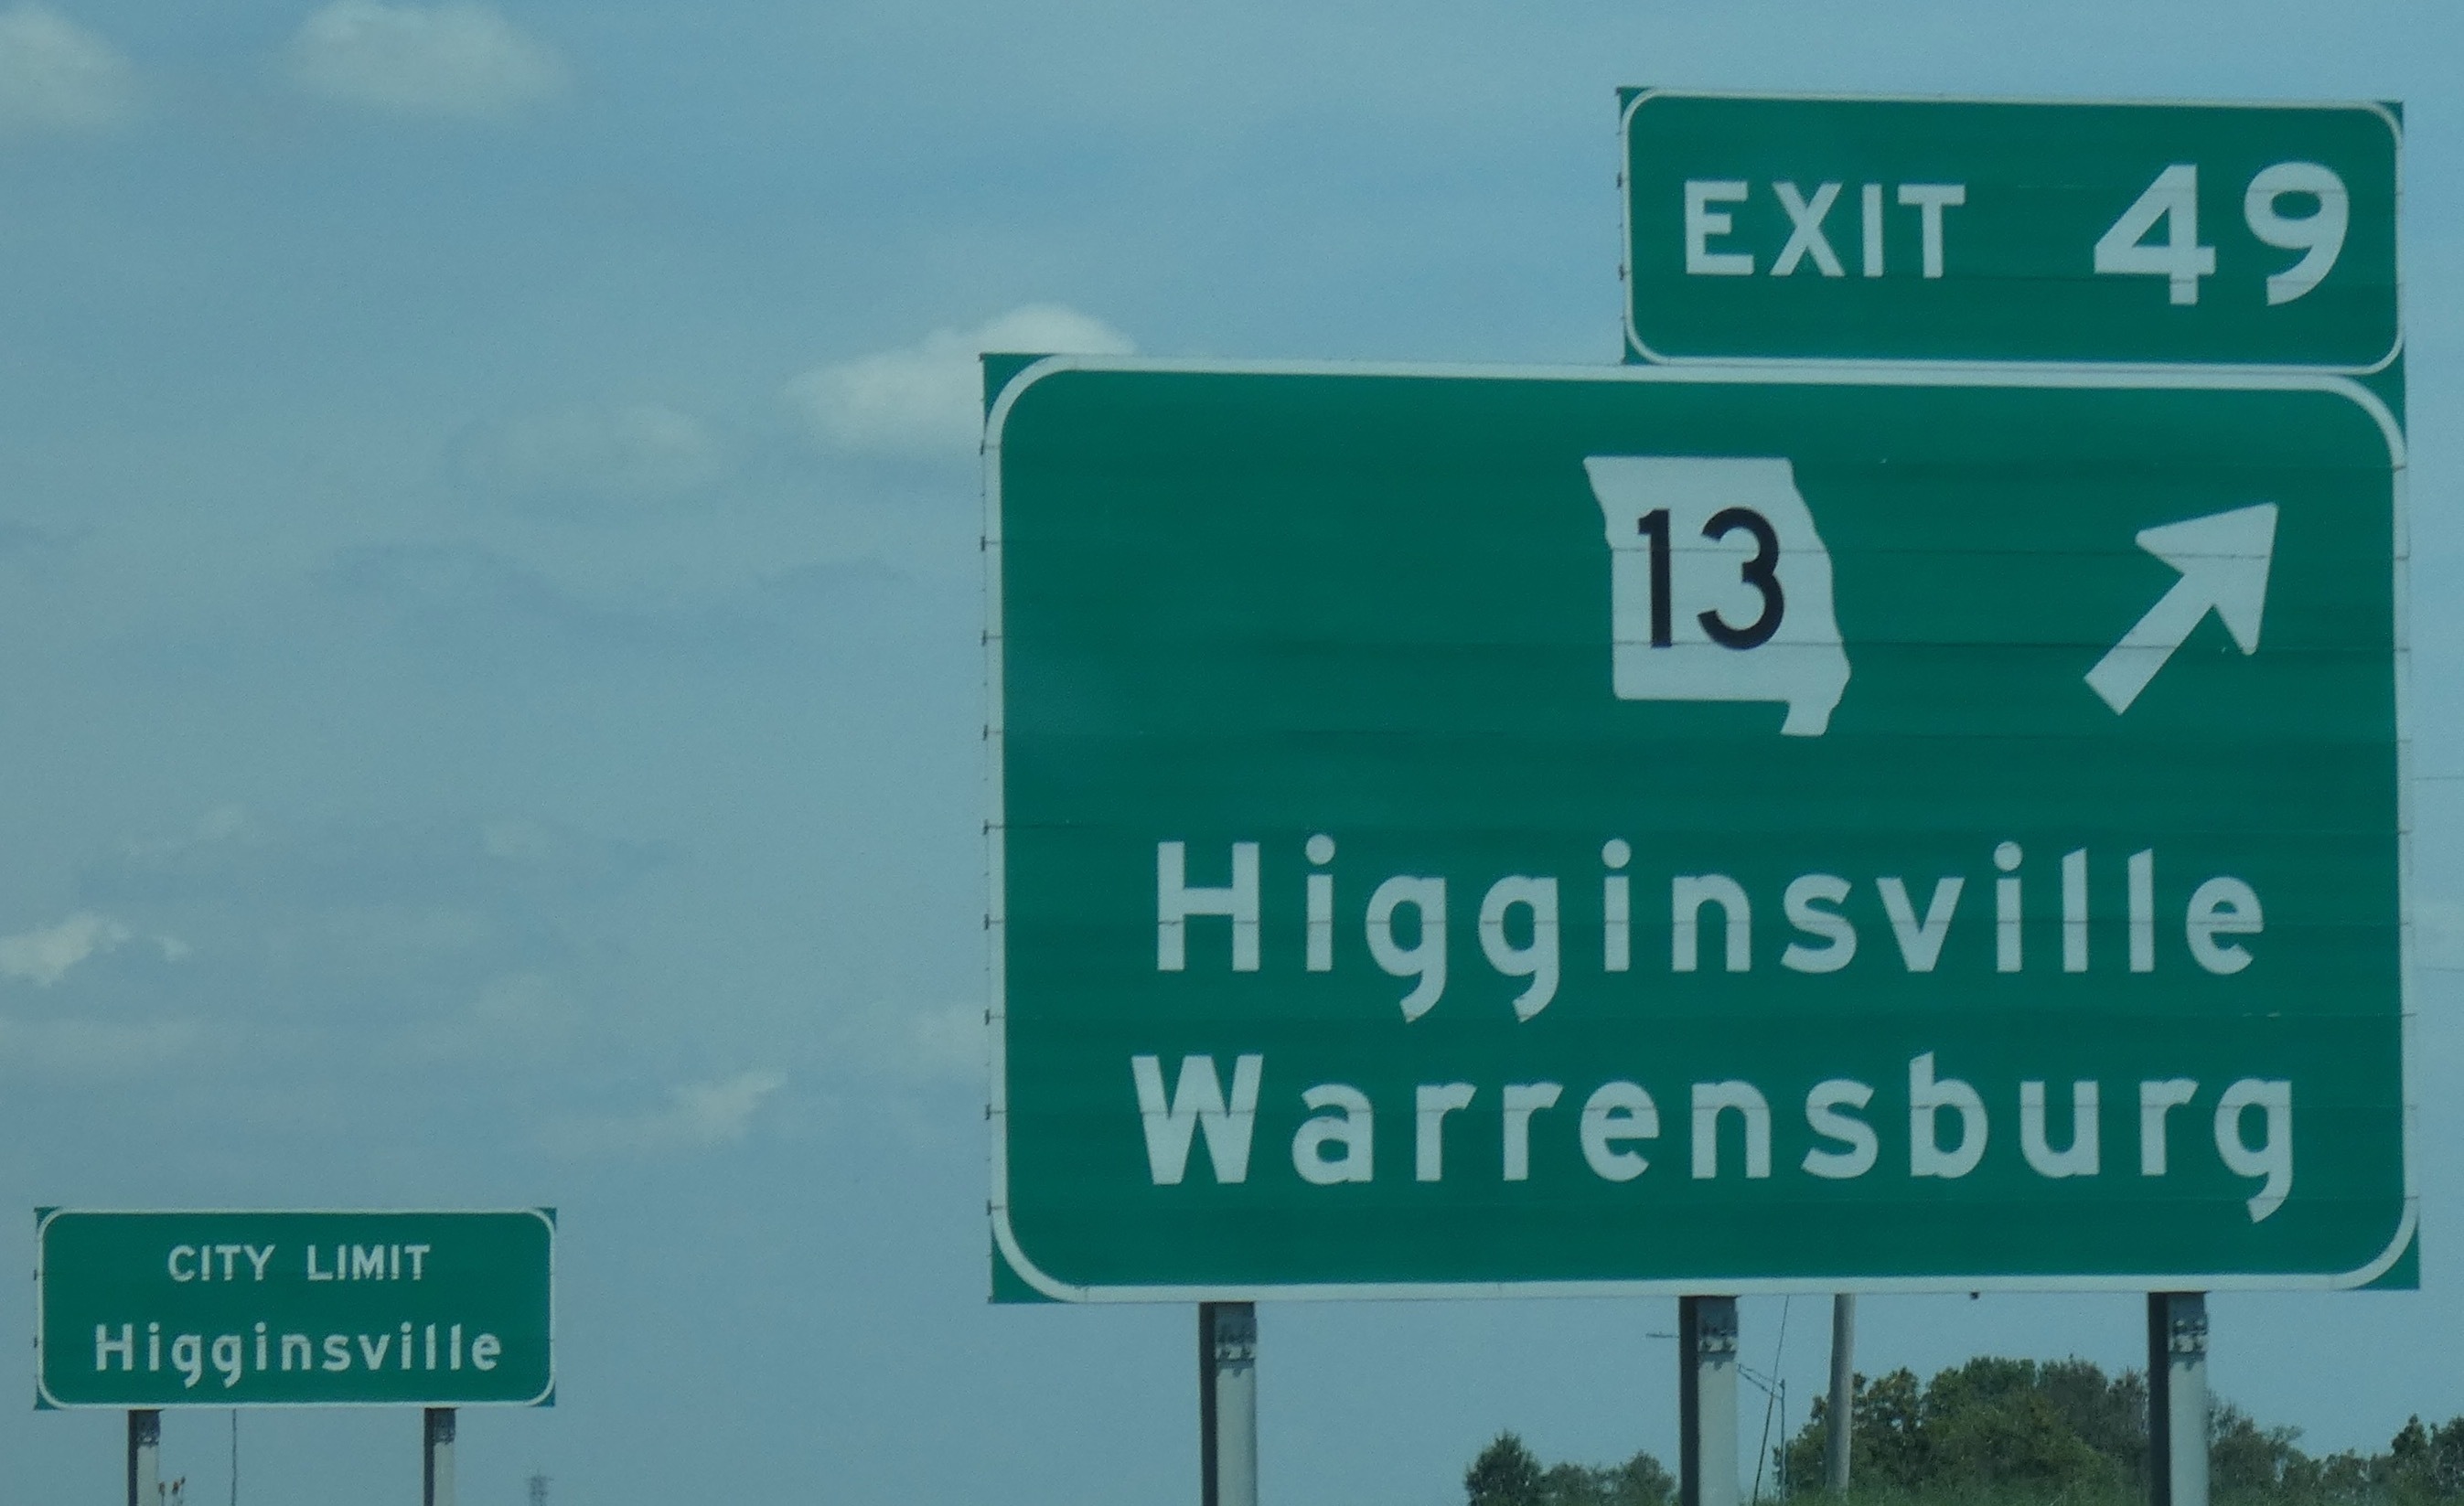 EXIT 49
13
Higginsville
Warrensburg
CITY LIMIT
Higginsville